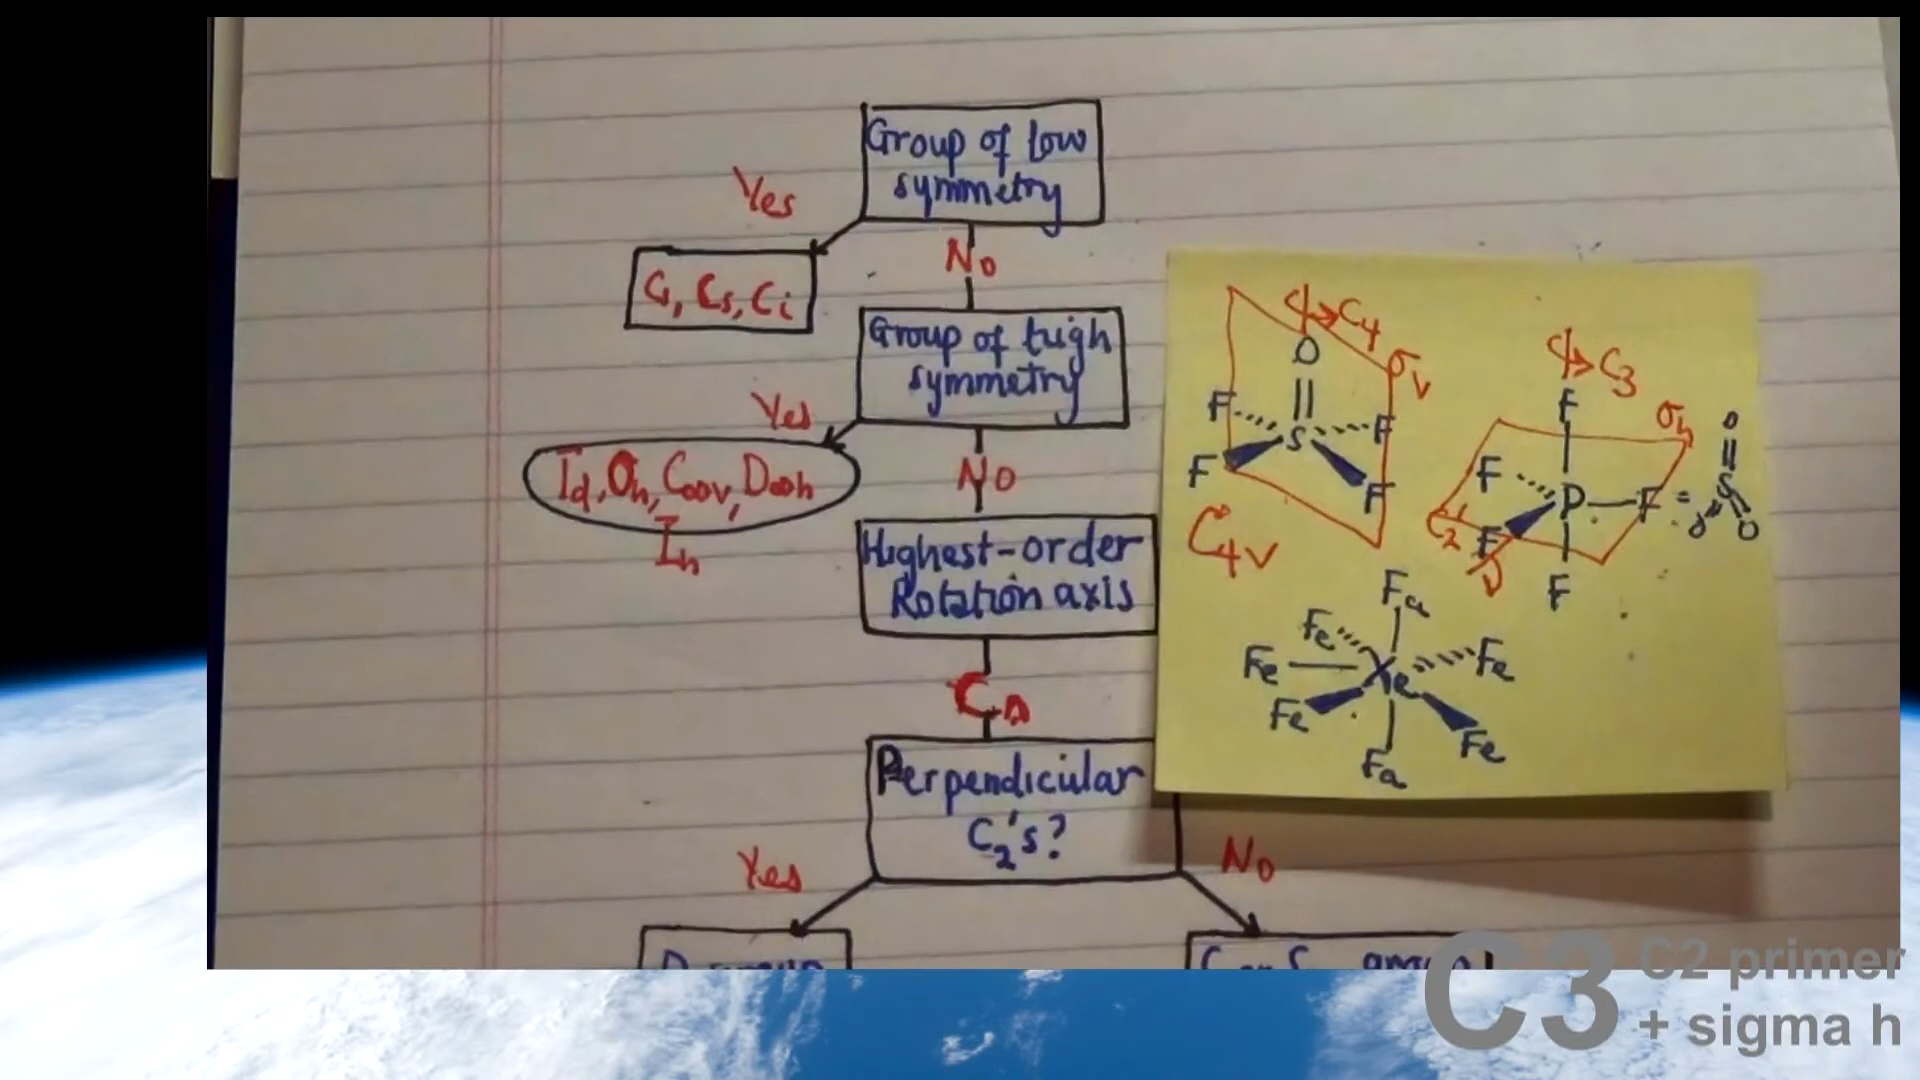 Group of low
symmetry
Yes
No
C1, Cs, Ci
Group of high
symmetry
Yes
No
Td, Oh, C∞v, D∞h
Ih
Highest-order
Rotation axis
Cn
Perpendicular
C2's?
Yes
No
D group
C4
O
σv
F F
S
F F
C4v
C3
F
σh
O
F
P F =
S
C2'
F
O O
F
Fa
Fe Fe
Fe Xe
Fe Fe
Fa
C3
C2 primer
+ sigma h